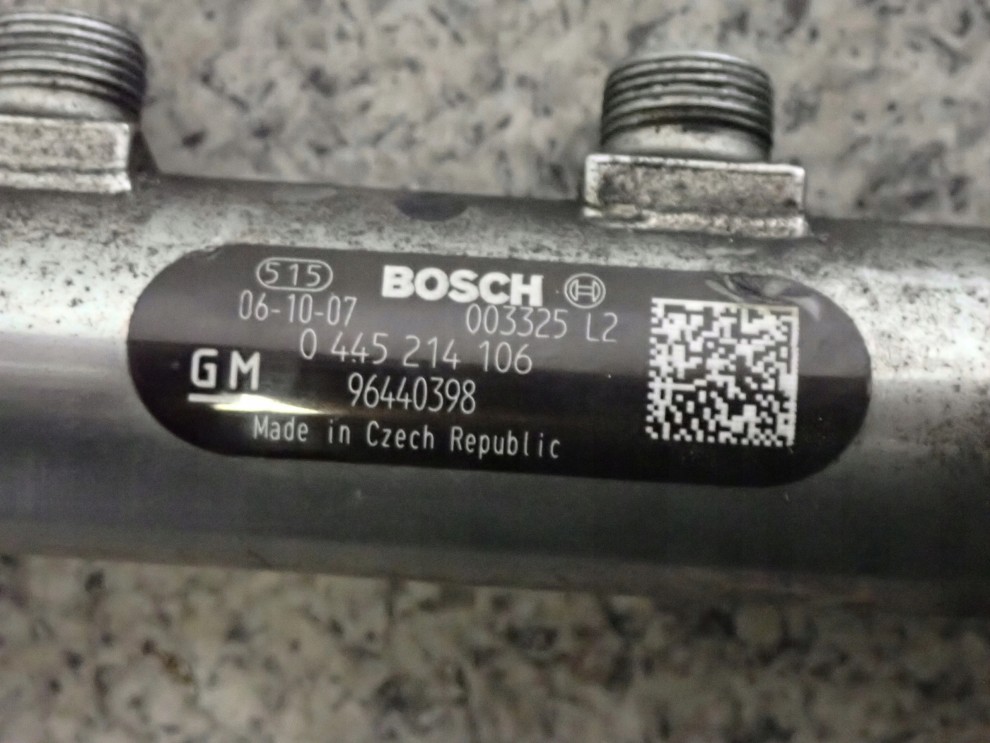 515 BOSCH
06-10-07 003325 L2
0 445 214 106
GM 96440398
Made in Czech Republic